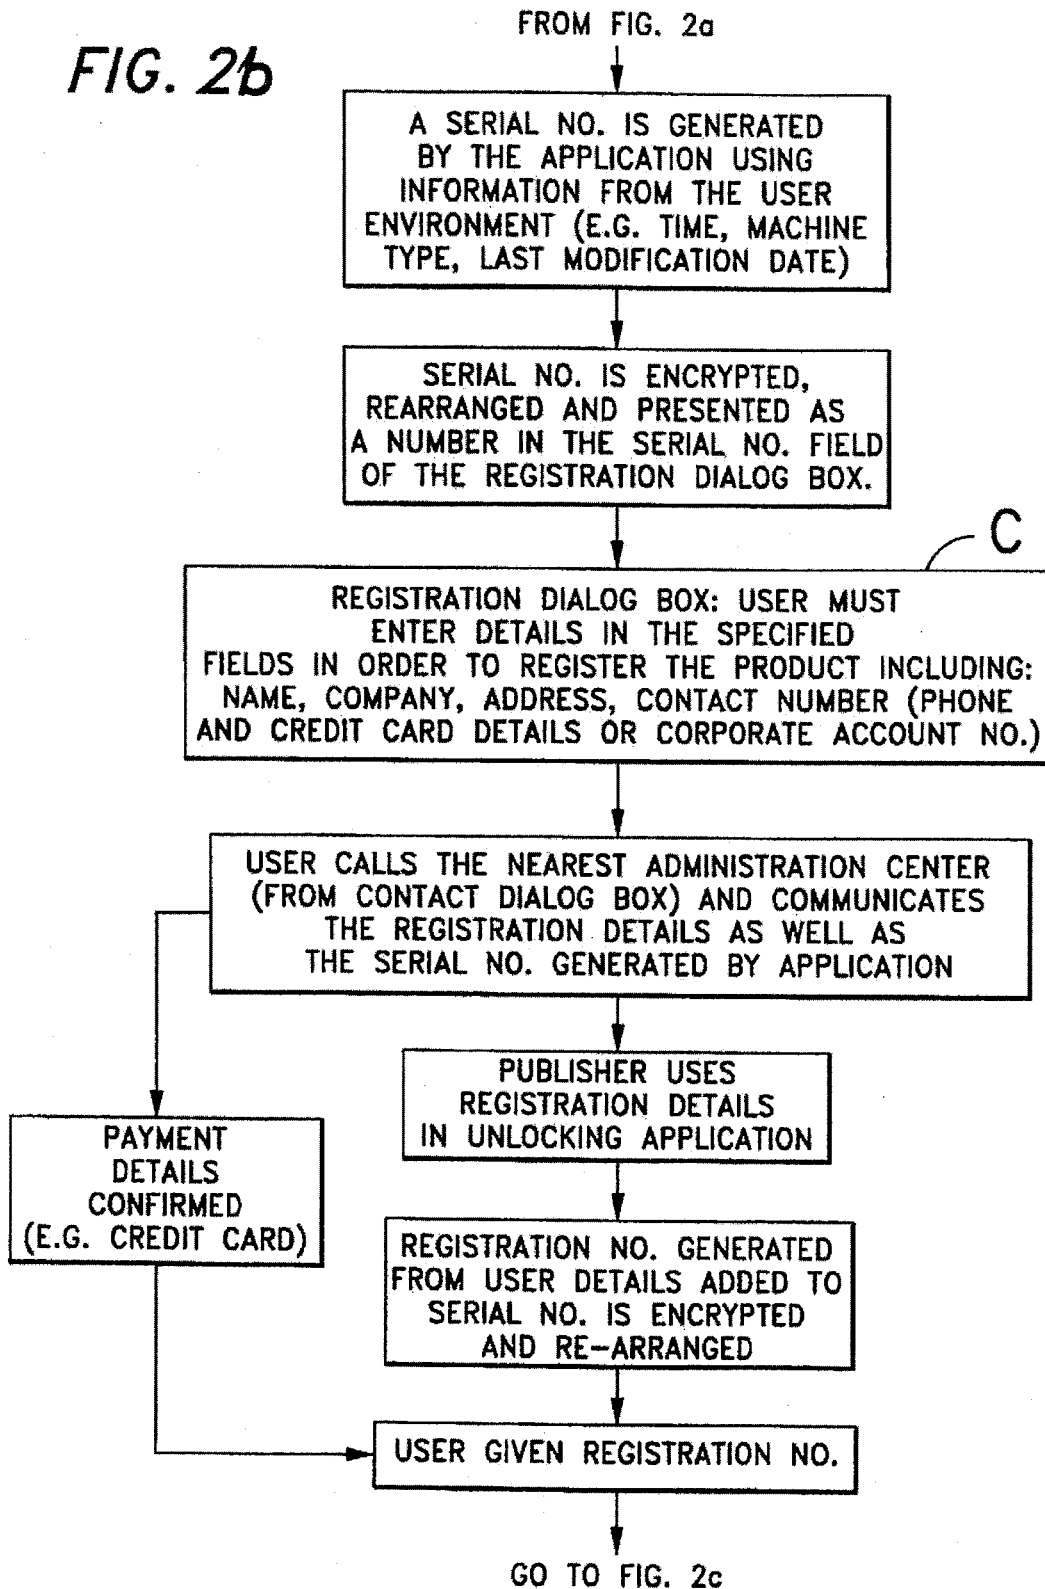 FROM FIG. 2a
FIG. 2b
A SERIAL NO. IS GENERATED
BY THE APPLICATION USING
INFORMATION FROM THE USER
ENVIRONMENT (E.G. TIME, MACHINE
TYPE, LAST MODIFICATION DATE)
SERIAL NO. IS ENCRYPTED,
REARRANGED AND PRESENTED AS
A NUMBER IN THE SERIAL NO. FIELD
OF THE REGISTRATION DIALOG BOX.
C
REGISTRATION DIALOG BOX: USER MUST
ENTER DETAILS IN THE SPECIFIED
FIELDS IN ORDER TO REGISTER THE PRODUCT INCLUDING:
NAME, COMPANY, ADDRESS, CONTACT NUMBER (PHONE
AND CREDIT CARD DETAILS OR CORPORATE ACCOUNT NO.)
USER CALLS THE NEAREST ADMINISTRATION CENTER
(FROM CONTACT DIALOG BOX) AND COMMUNICATES
THE REGISTRATION DETAILS AS WELL AS
THE SERIAL NO. GENERATED BY APPLICATION
PUBLISHER USES
REGISTRATION DETAILS
IN UNLOCKING APPLICATION
PAYMENT
DETAILS
CONFIRMED
(E.G. CREDIT CARD)
REGISTRATION NO. GENERATED
FROM USER DETAILS ADDED TO
SERIAL NO. IS ENCRYPTED
AND RE-ARRANGED
USER GIVEN REGISTRATION NO.
GO TO FIG. 2c